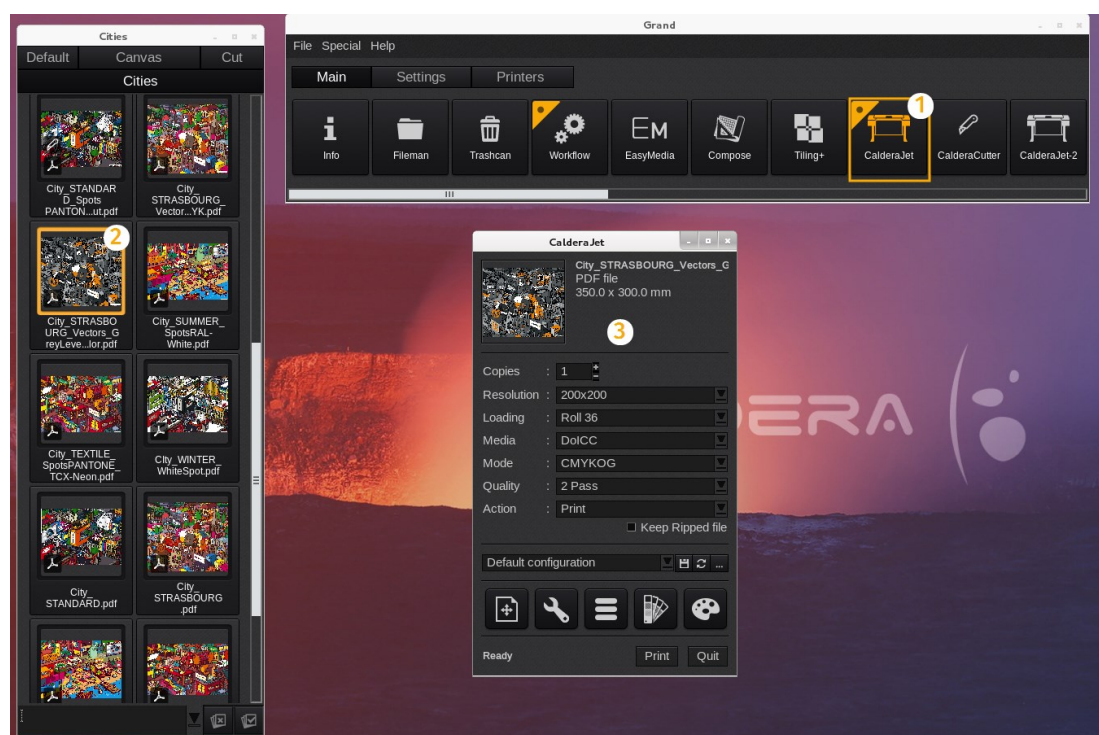 Cities
Default Canvas Cut
Cities
City_STANDAR
D_Spots
PANTON...ut.pdf
City_
STRASBOURG_
Vector...YK.pdf
2
City_STRASBO
URG_Vectors_G
reyLeve...lor.pdf
City_SUMMER_
SpotsRAL-
White.pdf
City_TEXTILE_
SpotsPANTONE_
TCX-Neon.pdf
City_WINTER_
WhiteSpot.pdf
City_
STANDARD.pdf
City_
STRASBOURG
.pdf
Grand
File Special Help
Main Settings Printers
1
Info Fileman Trashcan Workflow EasyMedia Compose Tiling+ CalderaJet CalderaCutter CalderaJet-2
CalderaJet
City_STRASBOURG_Vectors_G
PDF file
350.0 x 300.0 mm
3
Copies : 1
Resolution : 200x200
Loading : Roll 36
Media : DoICC
Mode : CMYKOG
Quality : 2 Pass
Action : Print
Keep Ripped file
Default configuration ...
Ready Print Quit
DERA